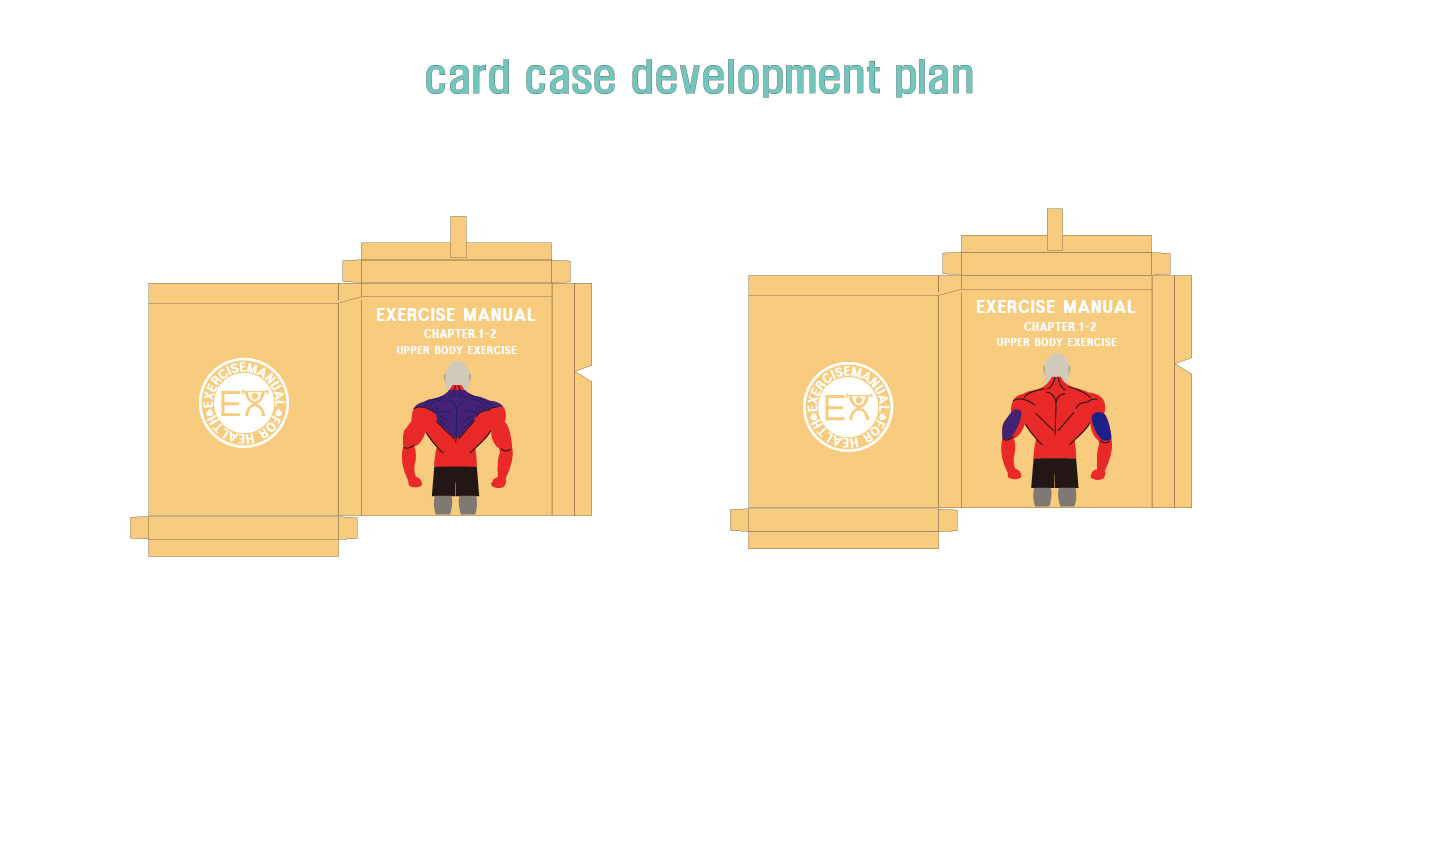 card case development plan
EXERCISE MANUAL
CHAPTER.1-2
UPPER BODY EXERCISE
EXERCISEMANUAL
FOR HEALTH
EX
EXERCISE MANUAL
CHAPTER.1-2
UPPER BODY EXERCISE
EXERCISEMANUAL
FOR HEALTH
EX